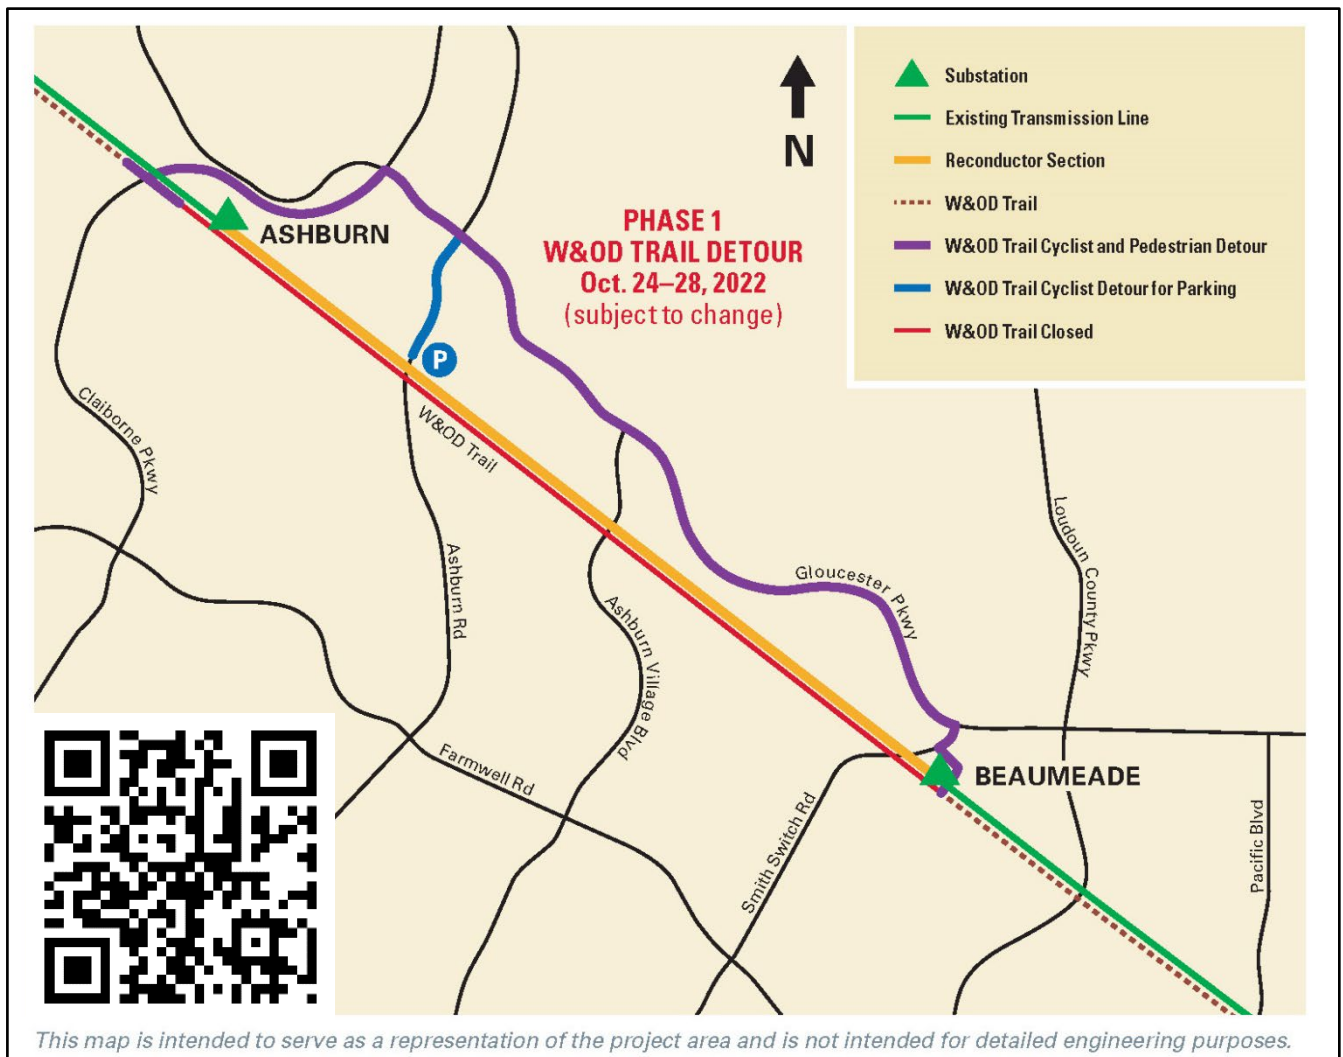 N
Substation
Existing Transmission Line
Reconductor Section
W&OD Trail
W&OD Trail Cyclist and Pedestrian Detour
W&OD Trail Cyclist Detour for Parking
W&OD Trail Closed
PHASE 1
W&OD TRAIL DETOUR
Oct. 24–28, 2022
(subject to change)
ASHBURN
P
W&OD Trail
Claiborne Pkwy
Ashburn Rd
Ashburn Village Blvd
Gloucester Pkwy
Loudoun County Pkwy
Farmwell Rd
Smith Switch Rd
BEAUMEADE
Pacific Blvd
This map is intended to serve as a representation of the project area and is not intended for detailed engineering purposes.